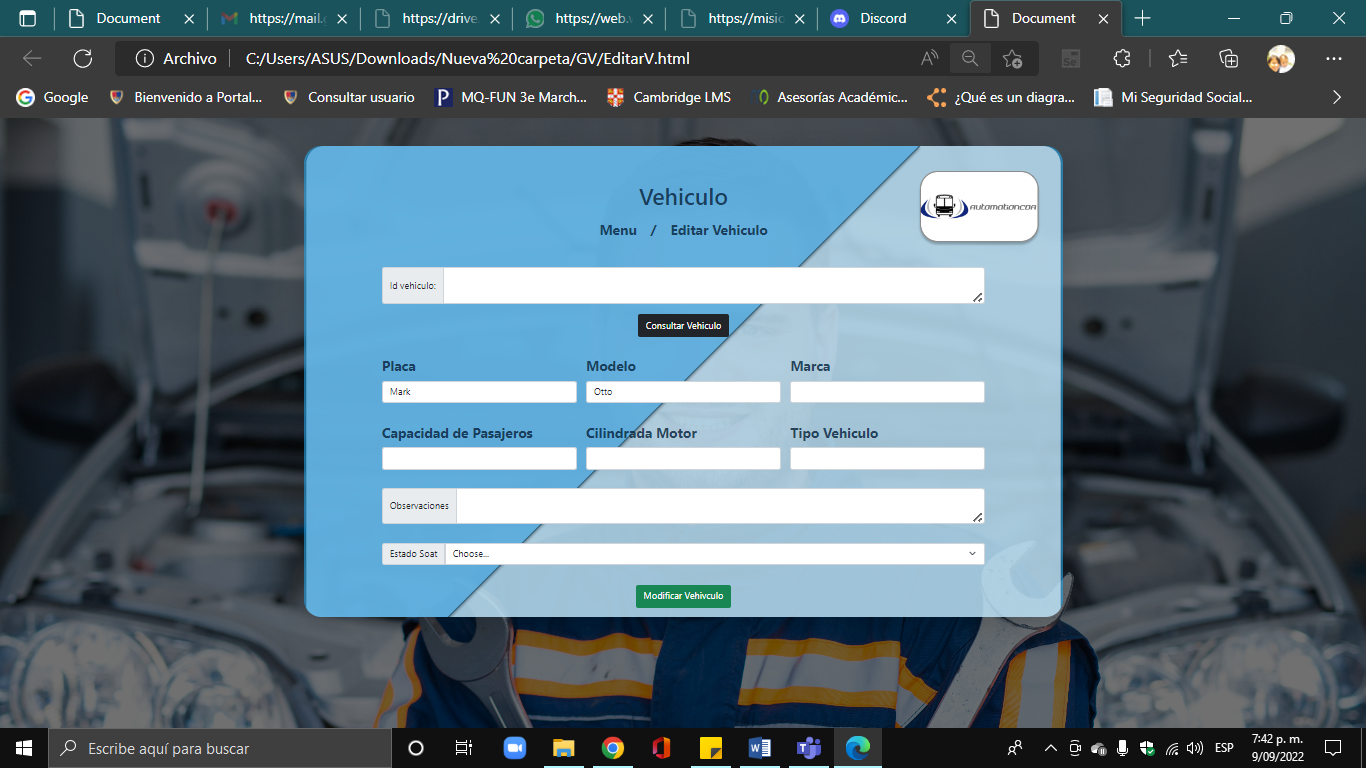 Document
https://mail.
https://drive.
https://web.
https://misic
Discord
Document
Archivo
C:/Users/ASUS/Downloads/Nueva%20carpeta/GV/EditarV.html
Google
Bienvenido a Portal...
Consultar usuario
MQ-FUN 3e March...
Cambridge LMS
Asesorías Académic...
¿Qué es un diagra...
Mi Seguridad Social...
Vehiculo
AUTOMATIONCDA
Menu / Editar Vehiculo
Id vehiculo:
Consultar Vehiculo
Placa Modelo Marca
Mark Otto
Capacidad de Pasajeros Cilindrada Motor Tipo Vehiculo
Observaciones
Estado Soat Choose...
Modificar Vehivculo
Escribe aquí para buscar
ESP
7:42 p. m.
9/09/2022